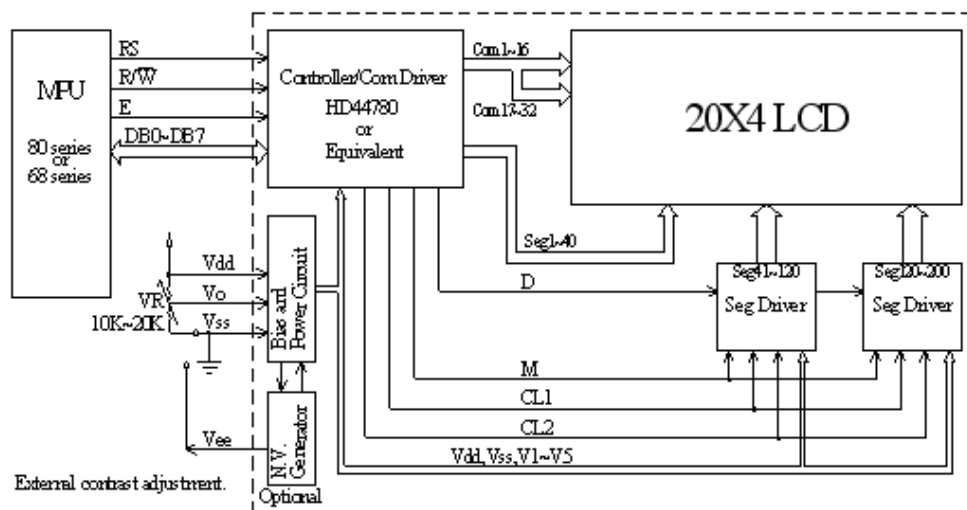 MPU
80 series
or
68 series
RS
R/W
E
DB0~DB7
Controller/Com Driver
HD44780
or
Equivalent
Com1~16
Com17~32
20X4 LCD
Seg1~40
D
Seg41~120
Seg Driver
Seg120~200
Seg Driver
Vdd
Vo
VR
10K~20K
Vss
Bias and
Power Circuit
M
CL1
CL2
Vdd,Vss,V1~V5
Vee
N.V.
Generator
Optional
External contrast adjustment.